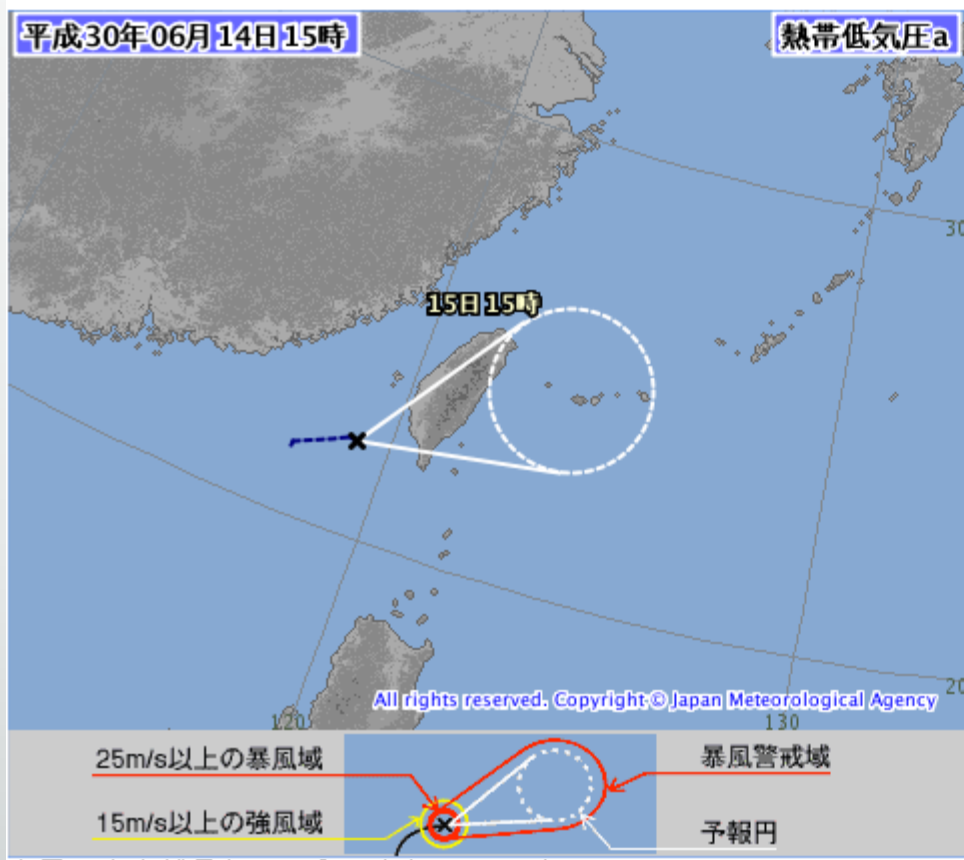 平成30年06月14日15時
熱帯低気圧a
30
15日15時
20
All rights reserved. Copyright © Japan Meteorological Agency
120
130
25m/s以上の暴風域
暴風警戒域
15m/s以上の強風域
予報円